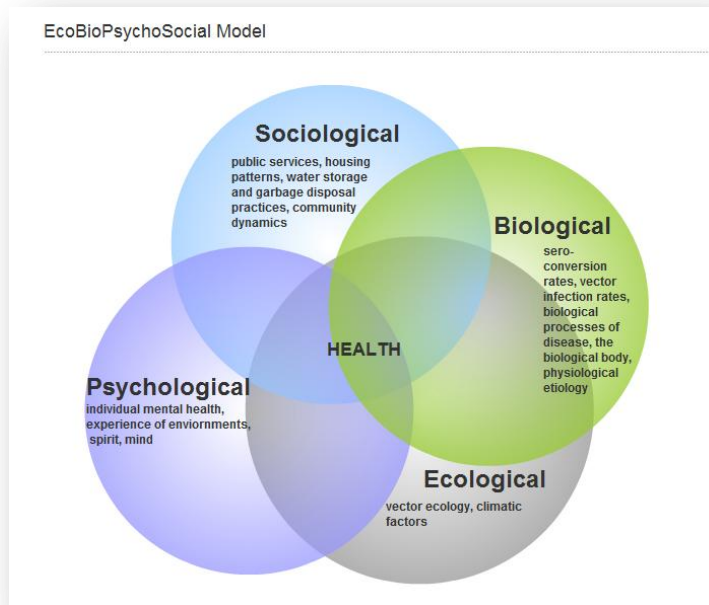 EcoBioPsychoSocial Model
Sociological
public services, housing
patterns, water storage
and garbage disposal
practices, community
dynamics
Biological
sero-
conversion
rates, vector
infection rates,
biological
processes of
disease, the
biological body,
physiological
etiology
HEALTH
Psychological
individual mental health,
experience of enviornments,
spirit, mind
Ecological
vector ecology, climatic
factors